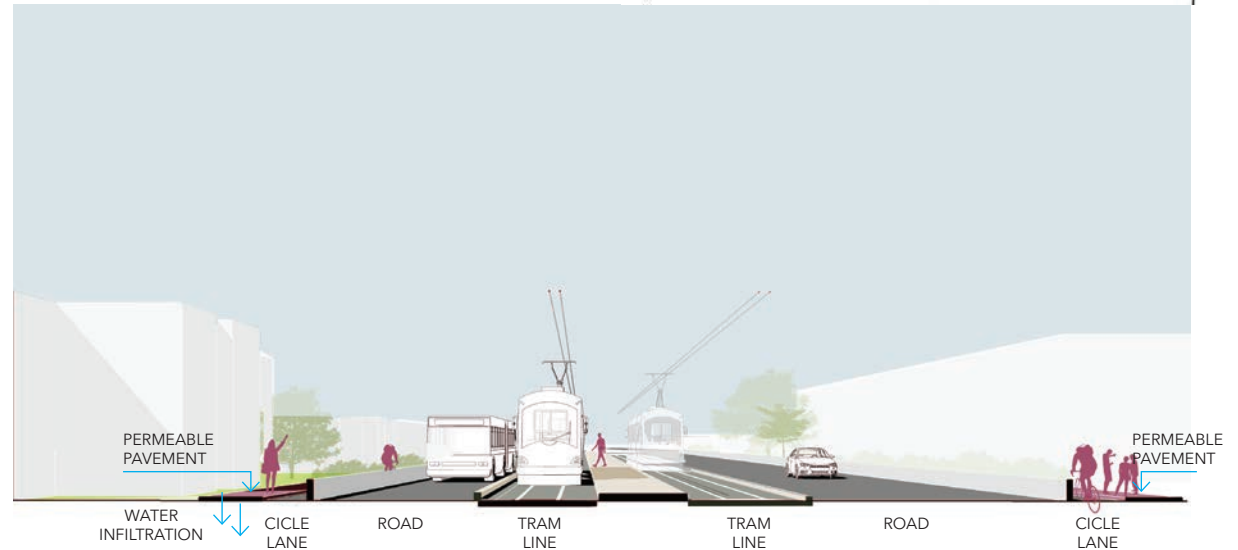 PERMEABLE
PAVEMENT
PERMEABLE
PAVEMENT
WATER
INFILTRATION
CICLE
LANE
ROAD
TRAM
LINE
TRAM
LINE
ROAD
CICLE
LANE